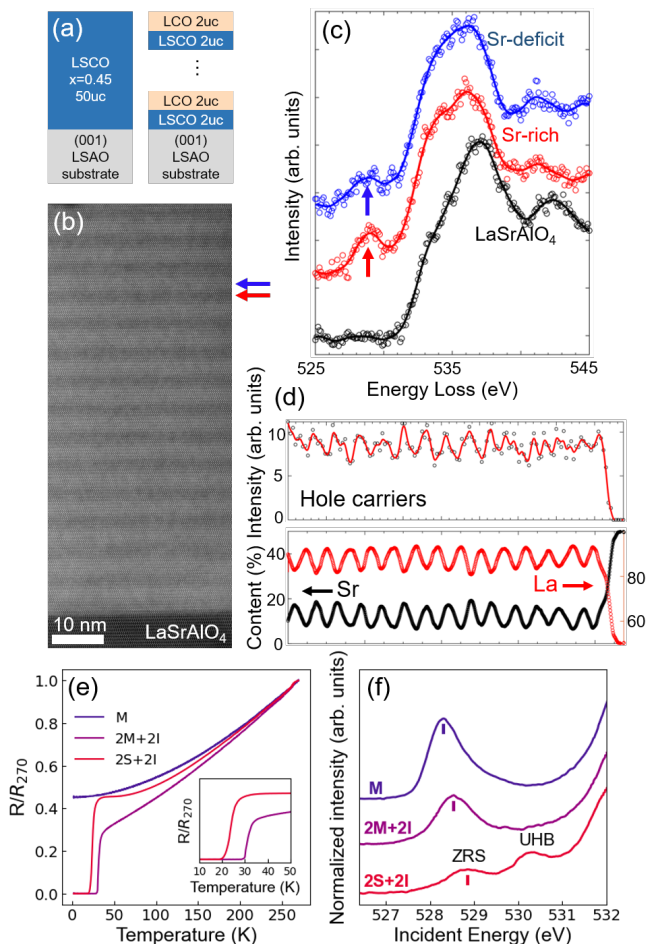 (a)
LSCO
x=0.45
50uc
(001)
LSAO
substrate
LCO 2uc
LSCO 2uc
⋮
LCO 2uc
LSCO 2uc
(001)
LSAO
substrate
(b)
10 nm
LaSrAlO4
(c)
Sr-deficit
Sr-rich
LaSrAlO4
Intensity (arb. units)
525 535 545
Energy Loss (eV)
(d)
Intensity (arb. units)
10
5
0
Hole carriers
Content (%)
40
20
0
Sr
La
80
60
(e)
R/R270
1.0
0.8
0.6
0.4
0.2
0.0
M
2M+2I
2S+2I
R/R270
10 20 30 40 50
Temperature (K)
0 50 100 150 200 250
Temperature (K)
(f)
Normalized intensity (arb. units)
M
2M+2I
2S+2I
ZRS
UHB
527 528 529 530 531 532
Incident Energy (eV)